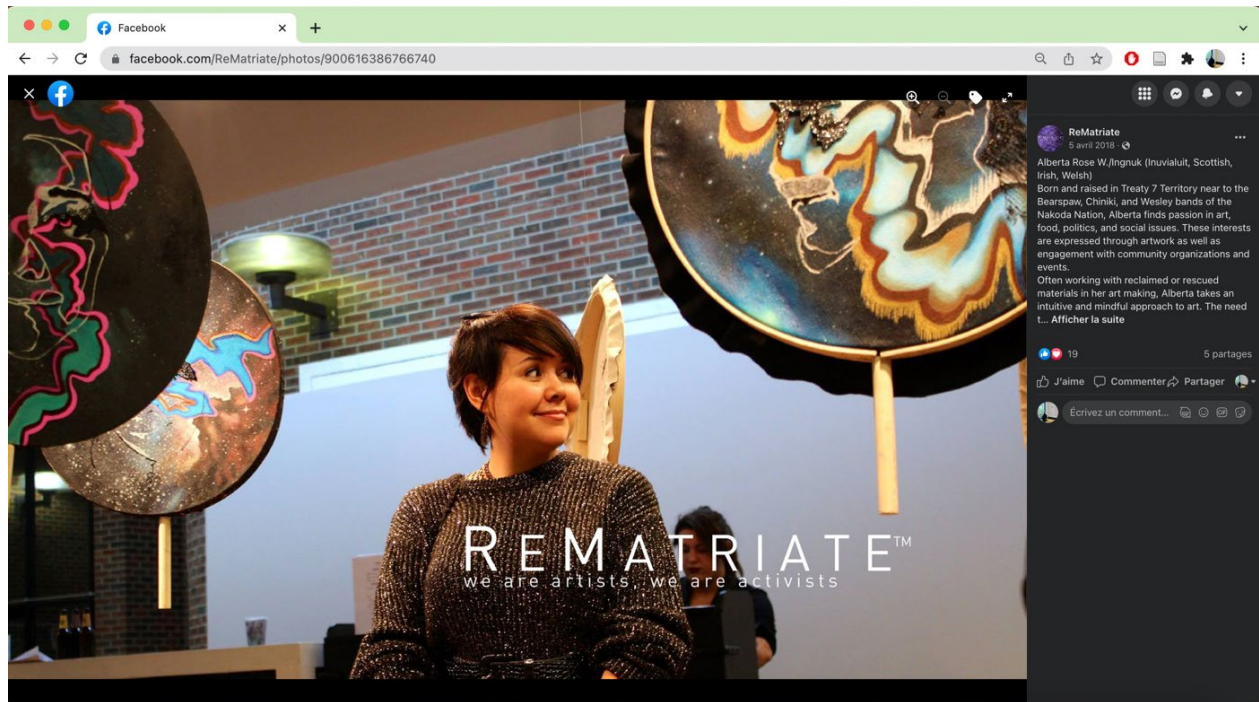 Facebook
facebook.com/ReMatriate/photos/900616386766740
ReMatriate
5 avril 2018
Alberta Rose W./Ingnuk (Inuvialuit, Scottish,
Irish, Welsh)
Born and raised in Treaty 7 Territory near to the
Bearspaw, Chiniki, and Wesley bands of the
Nakoda Nation, Alberta finds passion in art,
food, politics, and social issues. These interests
are expressed through artwork as well as
engagement with community organizations and
events.
Often working with reclaimed or rescued
materials in her art making, Alberta takes an
intuitive and mindful approach to art. The need
t... Afficher la suite
19 5 partages
J'aime Commenter Partager
Écrivez un comment...
GIF
REMATRIATE™
we are artists, we are activists